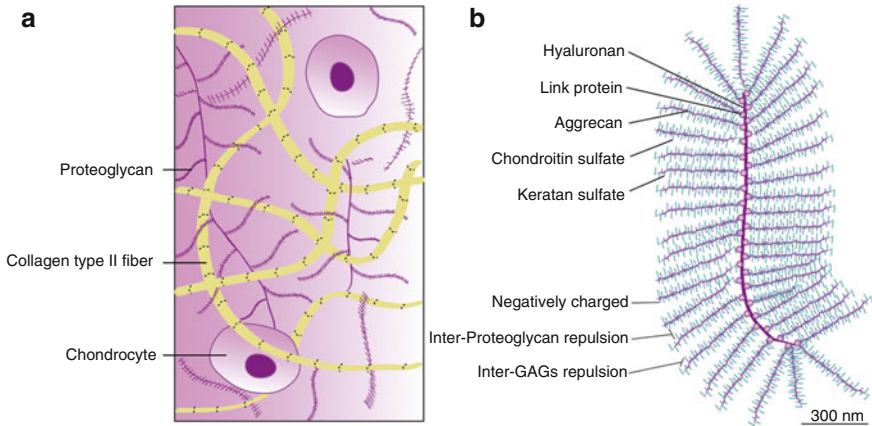 a
Proteoglycan
Collagen type II fiber
Chondrocyte
b
Hyaluronan
Link protein
Aggrecan
Chondroitin sulfate
Keratan sulfate
Negatively charged
Inter-Proteoglycan repulsion
Inter-GAGs repulsion
300 nm